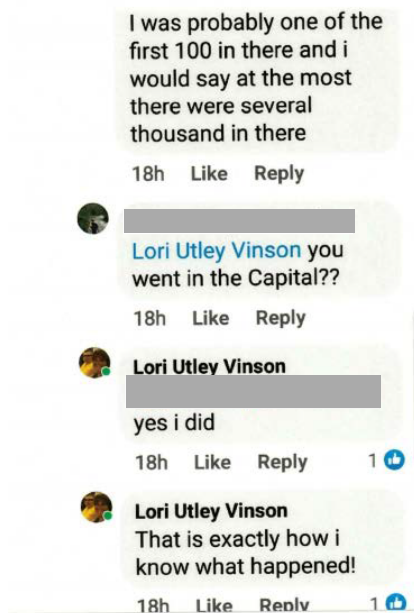 I was probably one of the
first 100 in there and i
would say at the most
there were several
thousand in there
18h Like Reply
Lori Utley Vinson you
went in the Capital??
18h Like Reply
Lori Utley Vinson
yes i did
18h Like Reply 1
Lori Utley Vinson
That is exactly how i
know what happened!
18h Like Reply 1